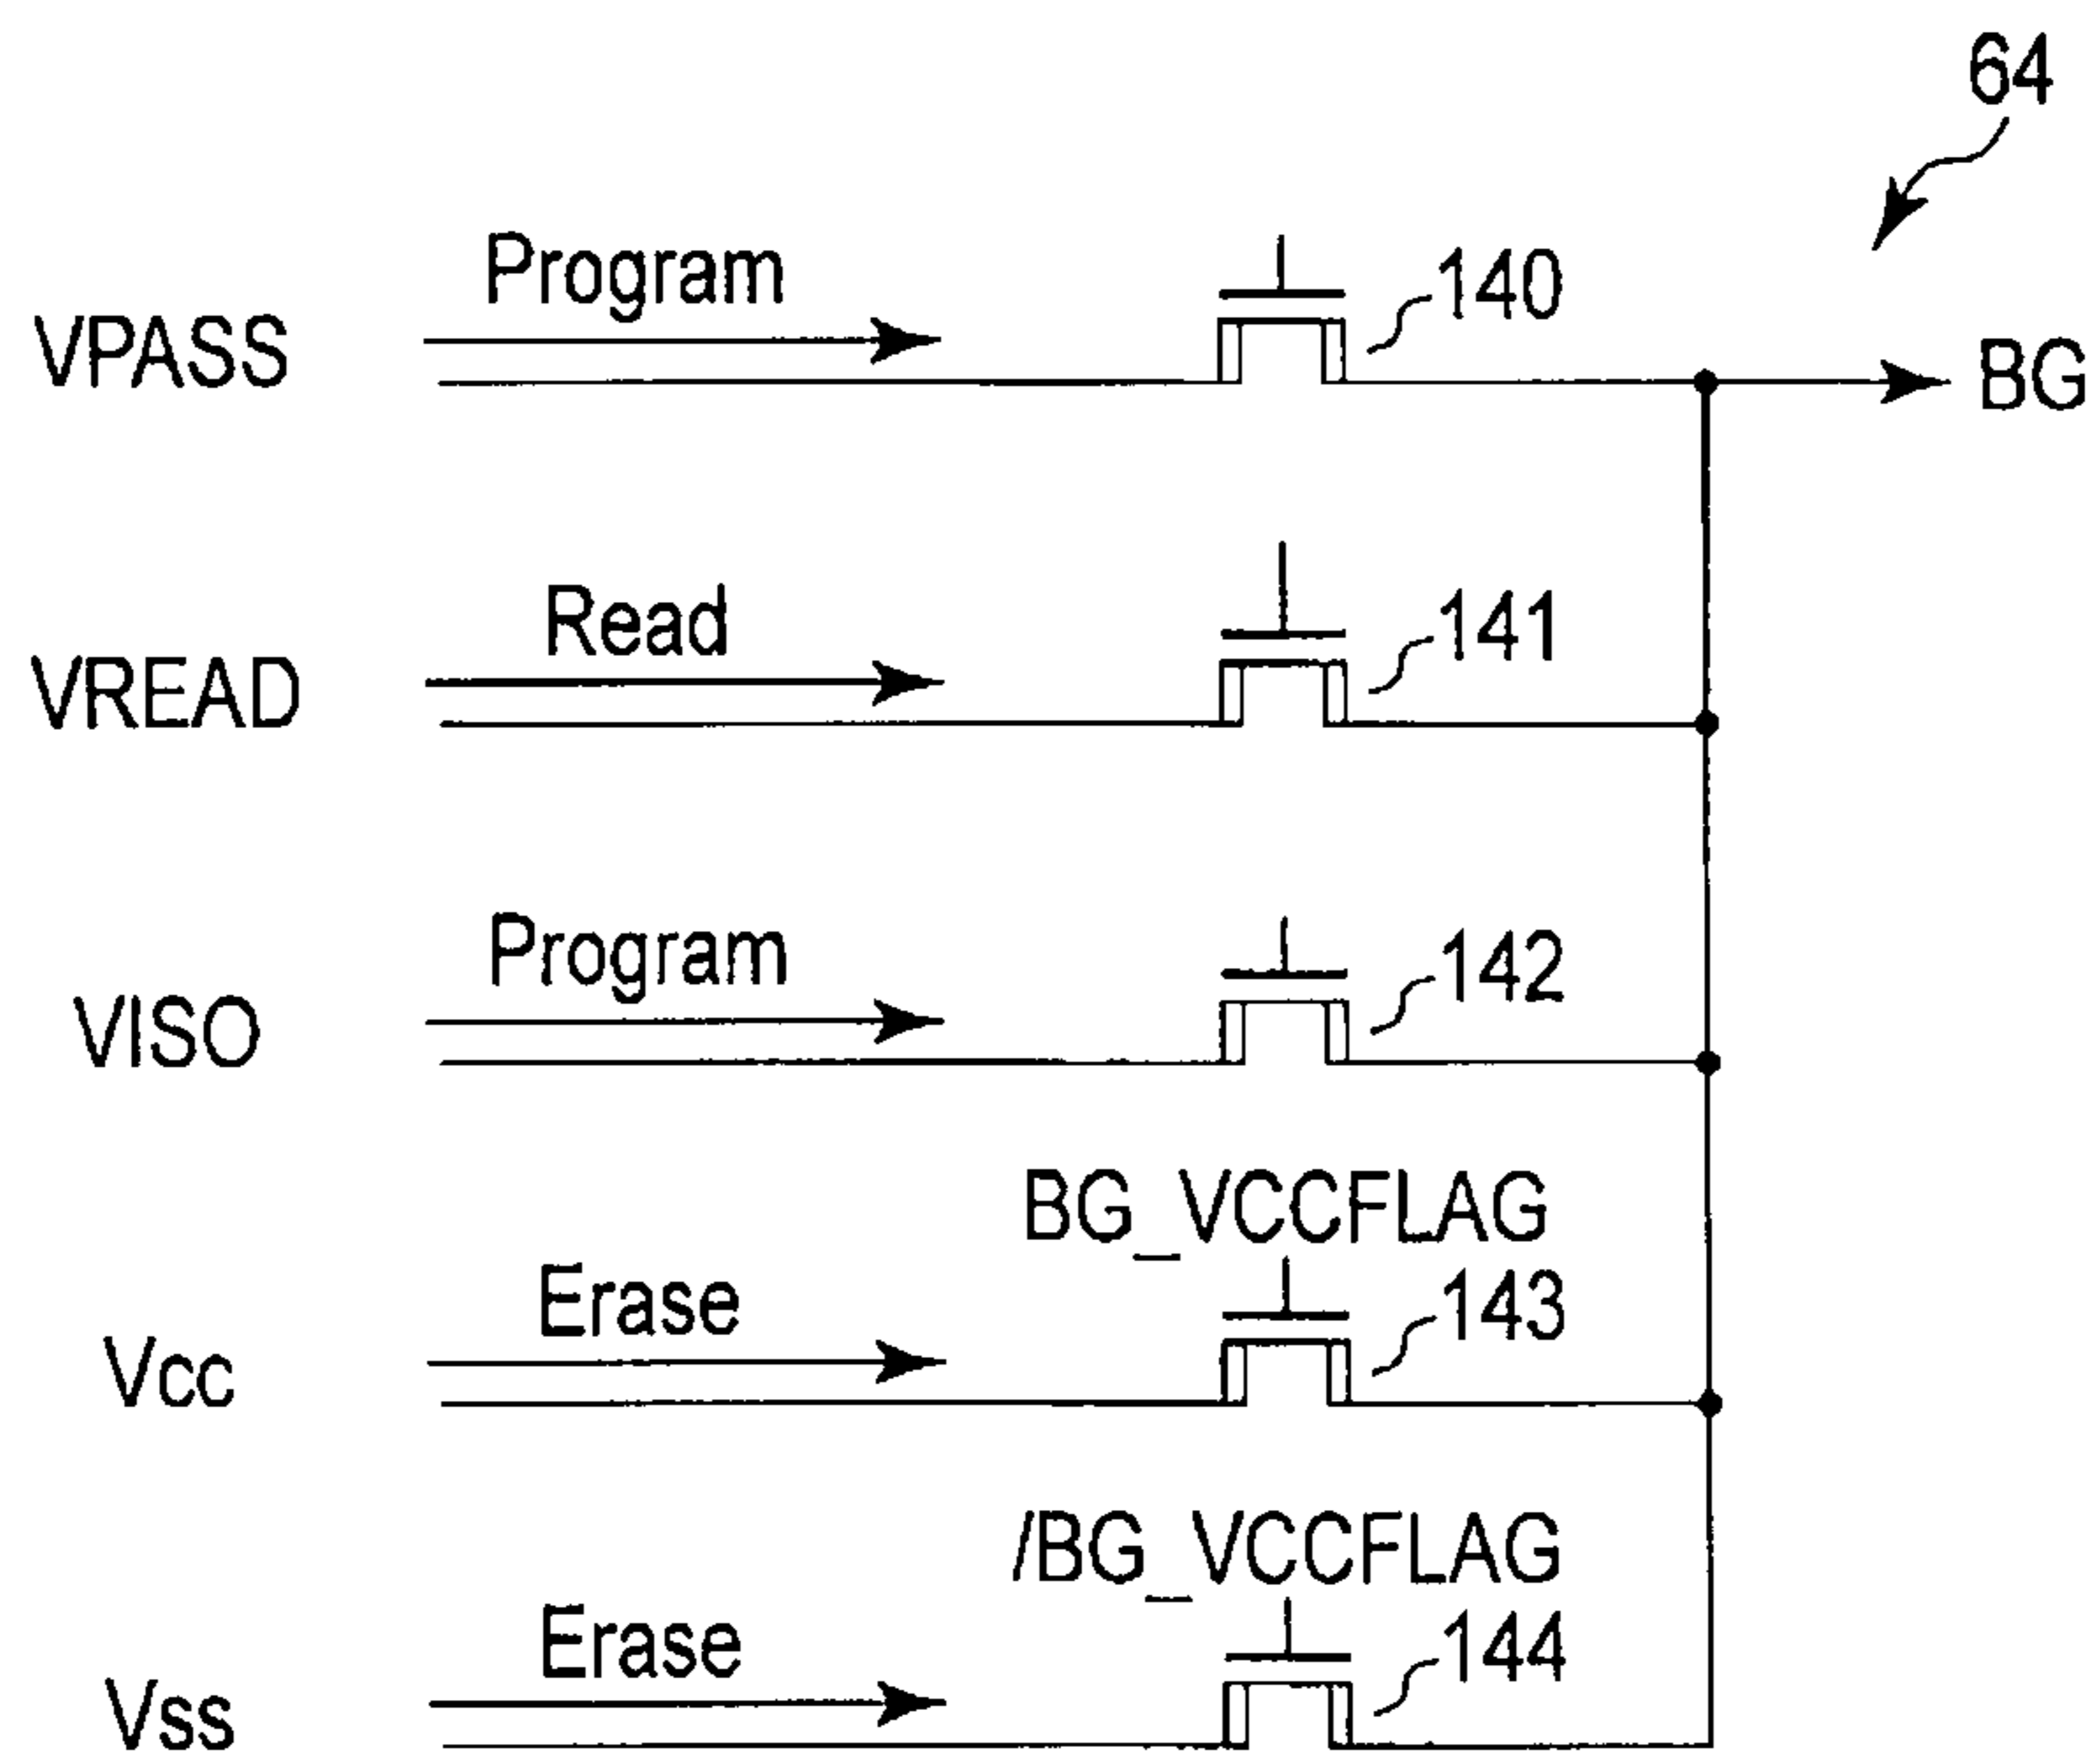 64
Program
VPASS
140
BG
Read
VREAD
141
Program
VISO
142
BG_VCCFLAG
Erase
Vcc
143
/BG_VCCFLAG
Erase
Vss
144